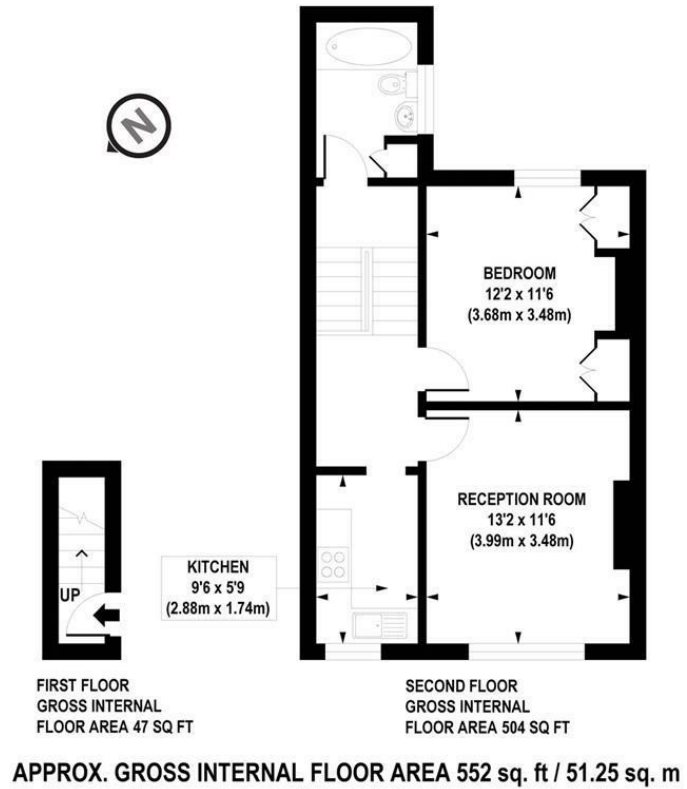 N
BEDROOM
12'2 x 11'6
(3.68m x 3.48m)
RECEPTION ROOM
13'2 x 11'6
(3.99m x 3.48m)
KITCHEN
9'6 x 5'9
(2.88m x 1.74m)
UP
FIRST FLOOR
GROSS INTERNAL
FLOOR AREA 47 SQ FT
SECOND FLOOR
GROSS INTERNAL
FLOOR AREA 504 SQ FT
APPROX. GROSS INTERNAL FLOOR AREA 552 sq. ft / 51.25 sq. m